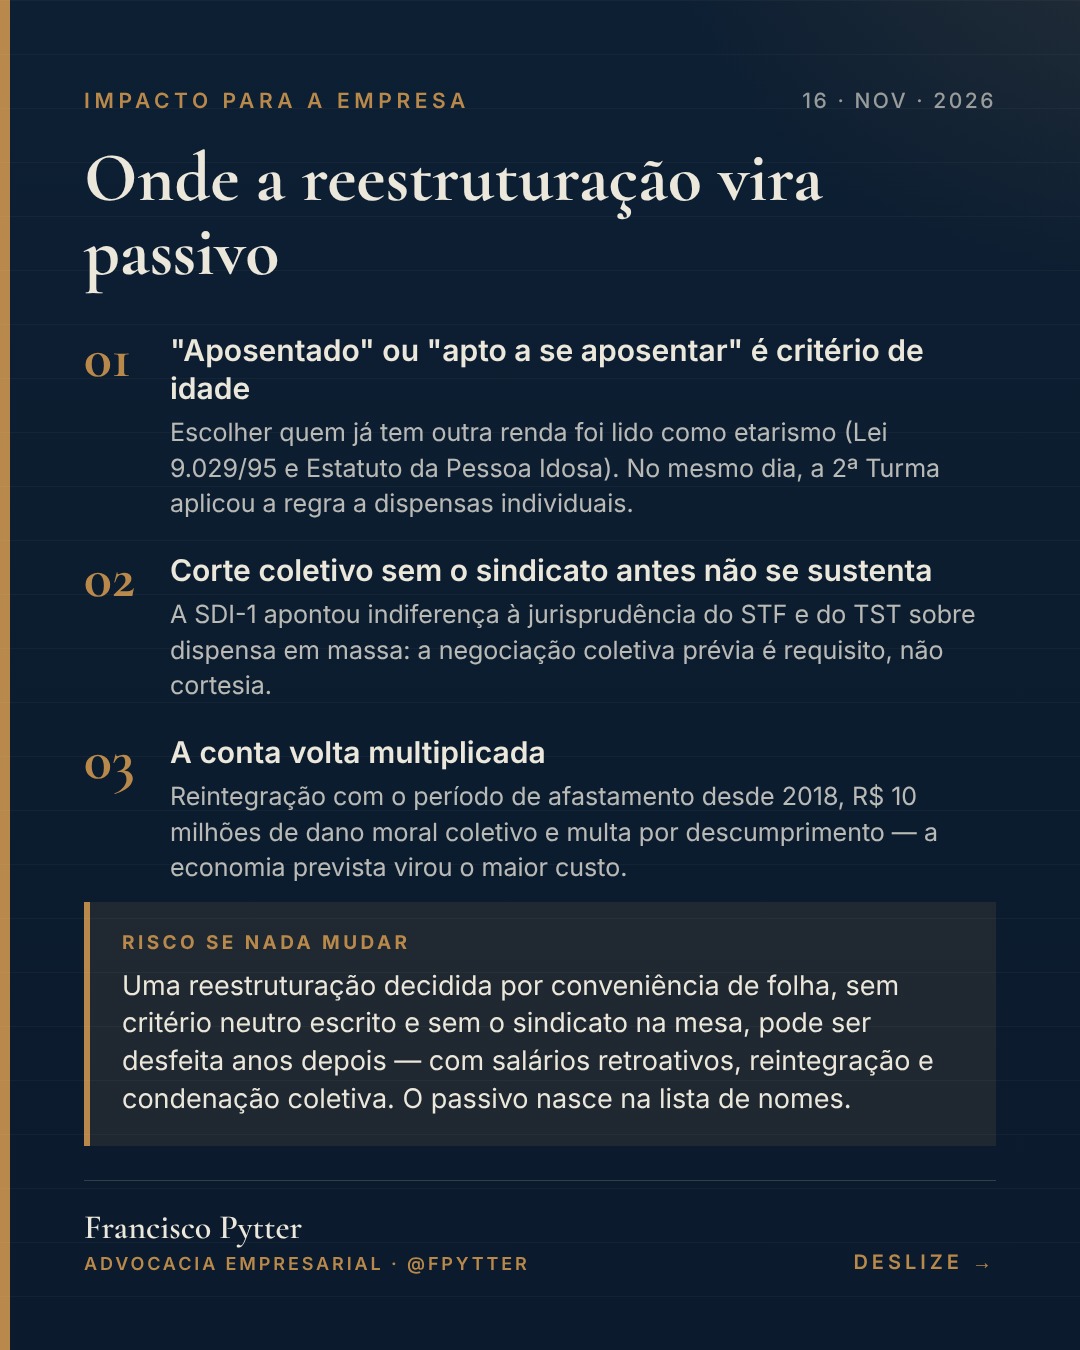 IMPACTO PARA A EMPRESA
16 · NOV · 2026
Onde a reestruturação vira
passivo
01
"Aposentado" ou "apto a se aposentar" é critério de
idade
Escolher quem já tem outra renda foi lido como etarismo (Lei
9.029/95 e Estatuto da Pessoa Idosa). No mesmo dia, a 2ª Turma
aplicou a regra a dispensas individuais.
02
Corte coletivo sem o sindicato antes não se sustenta
A SDI-1 apontou indiferença à jurisprudência do STF e do TST sobre
dispensa em massa: a negociação coletiva prévia é requisito, não
cortesia.
03
A conta volta multiplicada
Reintegração com o período de afastamento desde 2018, R$ 10
milhões de dano moral coletivo e multa por descumprimento — a
economia prevista virou o maior custo.
RISCO SE NADA MUDAR
Uma reestruturação decidida por conveniência de folha, sem
critério neutro escrito e sem o sindicato na mesa, pode ser
desfeita anos depois — com salários retroativos, reintegração e
condenação coletiva. O passivo nasce na lista de nomes.
Francisco Pytter
ADVOCACIA EMPRESARIAL · @FPYTTER
DESLIZE →